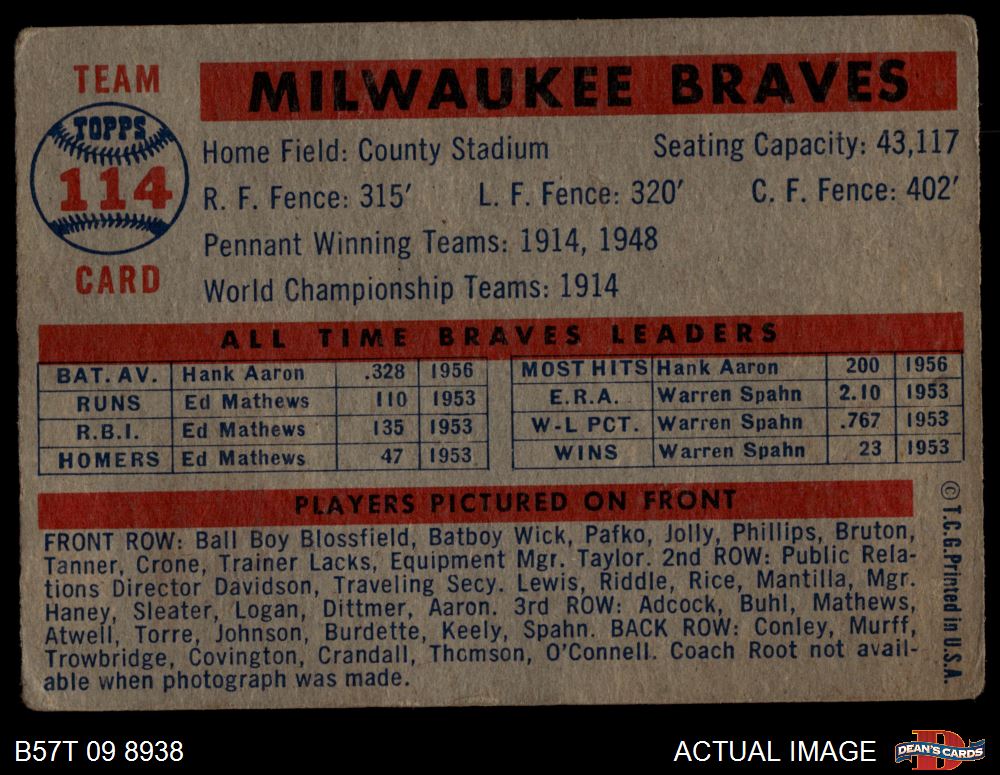 TEAM
TOPPS
114
CARD
MILWAUKEE BRAVES
Home Field: County Stadium Seating Capacity: 43,117
R. F. Fence: 315′ L. F. Fence: 320′ C. F. Fence: 402′
Pennant Winning Teams: 1914, 1948
World Championship Teams: 1914
ALL TIME BRAVES LEADERS
BAT. AV. Hank Aaron .328 1956 MOST HITS Hank Aaron 200 1956
RUNS Ed Mathews 110 1953 E.R.A. Warren Spahn 2.10 1953
R.B.I. Ed Mathews 135 1953 W-L PCT. Warren Spahn .767 1953
HOMERS Ed Mathews 47 1953 WINS Warren Spahn 23 1953
PLAYERS PICTURED ON FRONT
FRONT ROW: Ball Boy Blossfield, Batboy Wick, Pafko, Jolly, Phillips, Bruton,
Tanner, Crone, Trainer Lacks, Equipment Mgr. Taylor. 2nd ROW: Public Rela-
tions Director Davidson, Traveling Secy. Lewis, Riddle, Rice, Mantilla, Mgr.
Haney, Sleater, Logan, Dittmer, Aaron. 3rd ROW: Adcock, Buhl, Mathews,
Atwell, Torre, Johnson, Burdette, Keely, Spahn. BACK ROW: Conley, Murff,
Trowbridge, Covington, Crandall, Thomson, O'Connell. Coach Root not avail-
able when photograph was made.
© T.C.G. Printed in U.S.A.
B57T 09 8938
ACTUAL IMAGE
D
DEAN'S CARDS